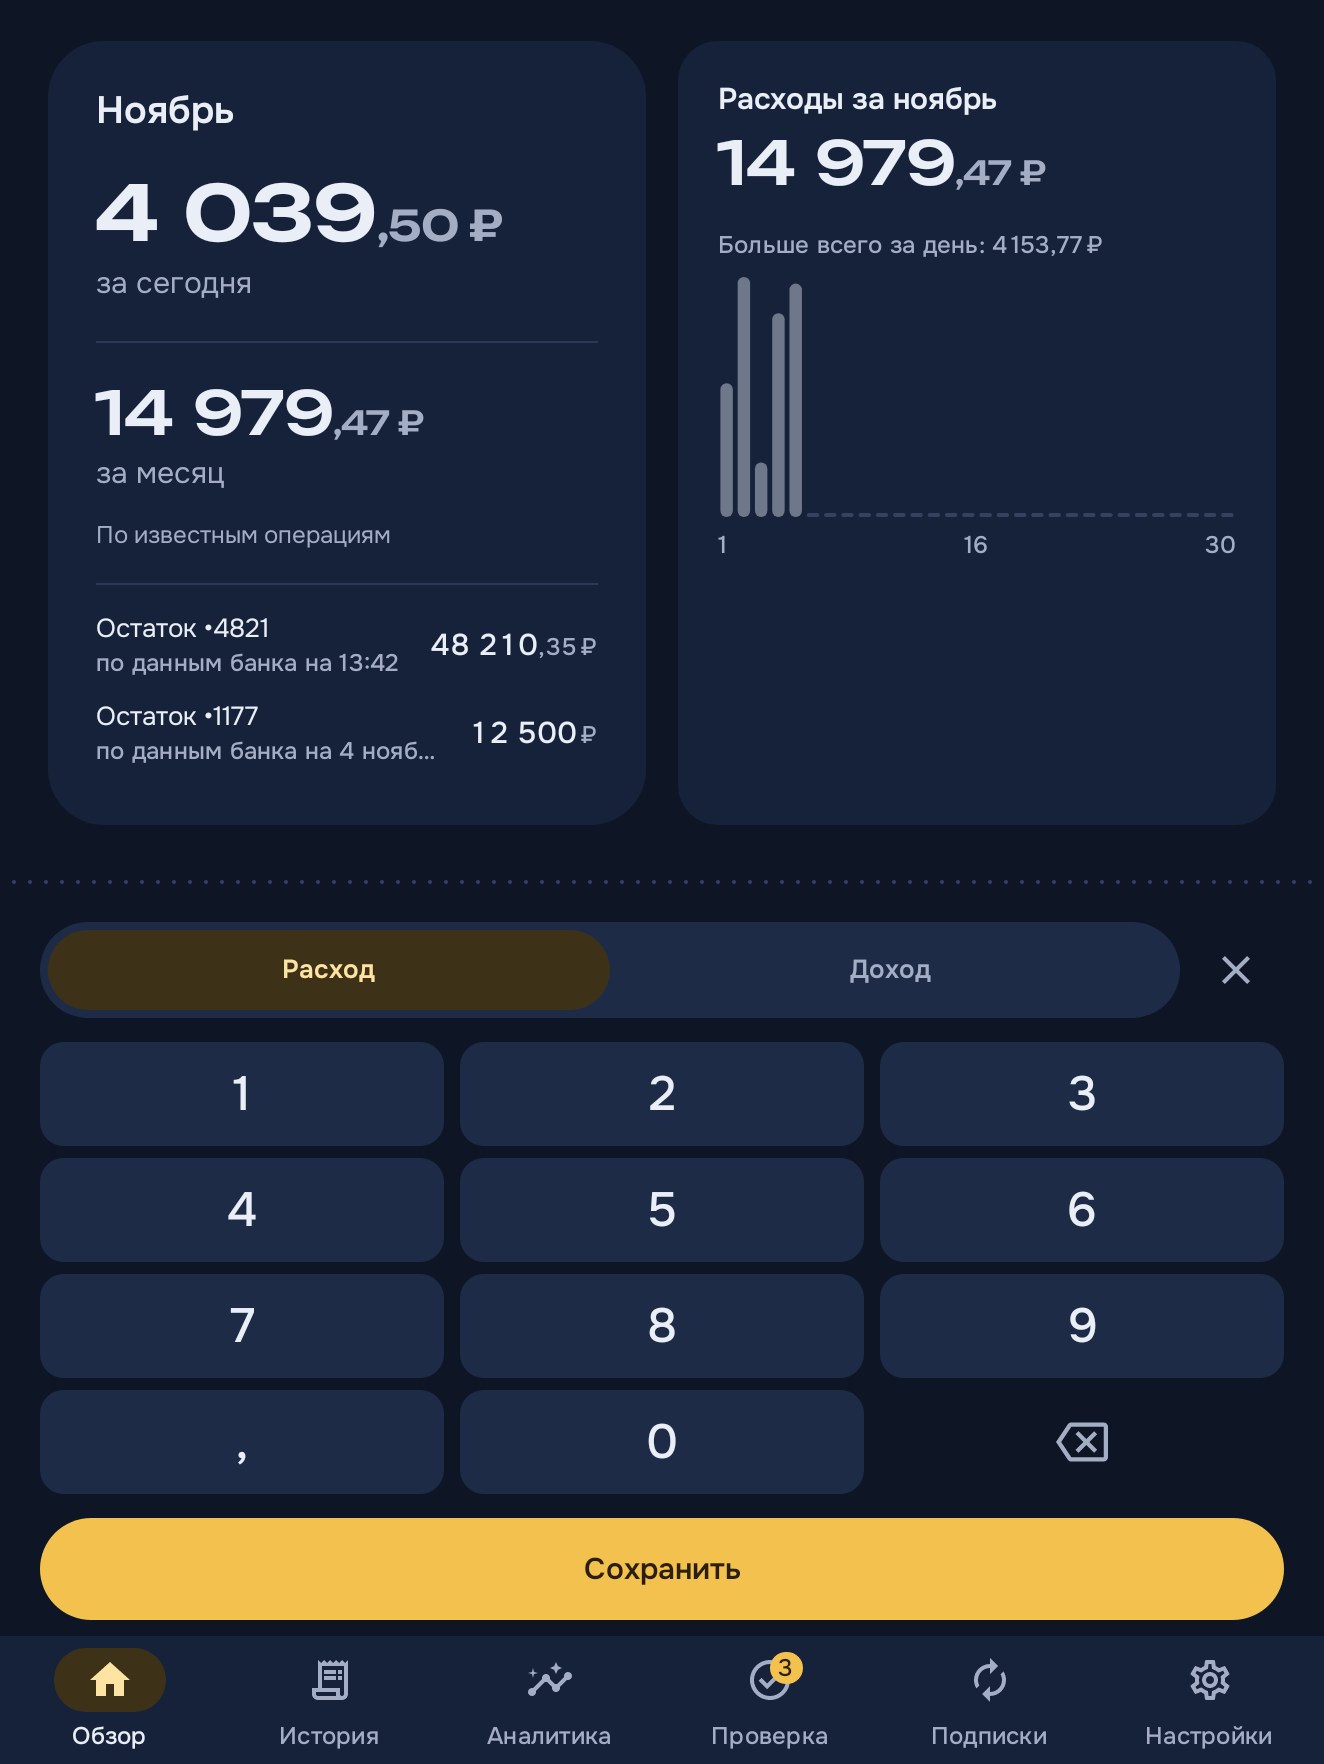 Ноябрь
4 039,50 ₽
за сегодня
14 979,47 ₽
за месяц
По известным операциям
Остаток •4821
по данным банка на 13:42
48 210,35 ₽
Остаток •1177
по данным банка на 4 нояб...
12 500 ₽
Расходы за ноябрь
14 979,47 ₽
Больше всего за день: 4 153,77 ₽
1 16 30
Расход Доход
1 2 3
4 5 6
7 8 9
, 0
Сохранить
3
Обзор История Аналитика Проверка Подписки Настройки